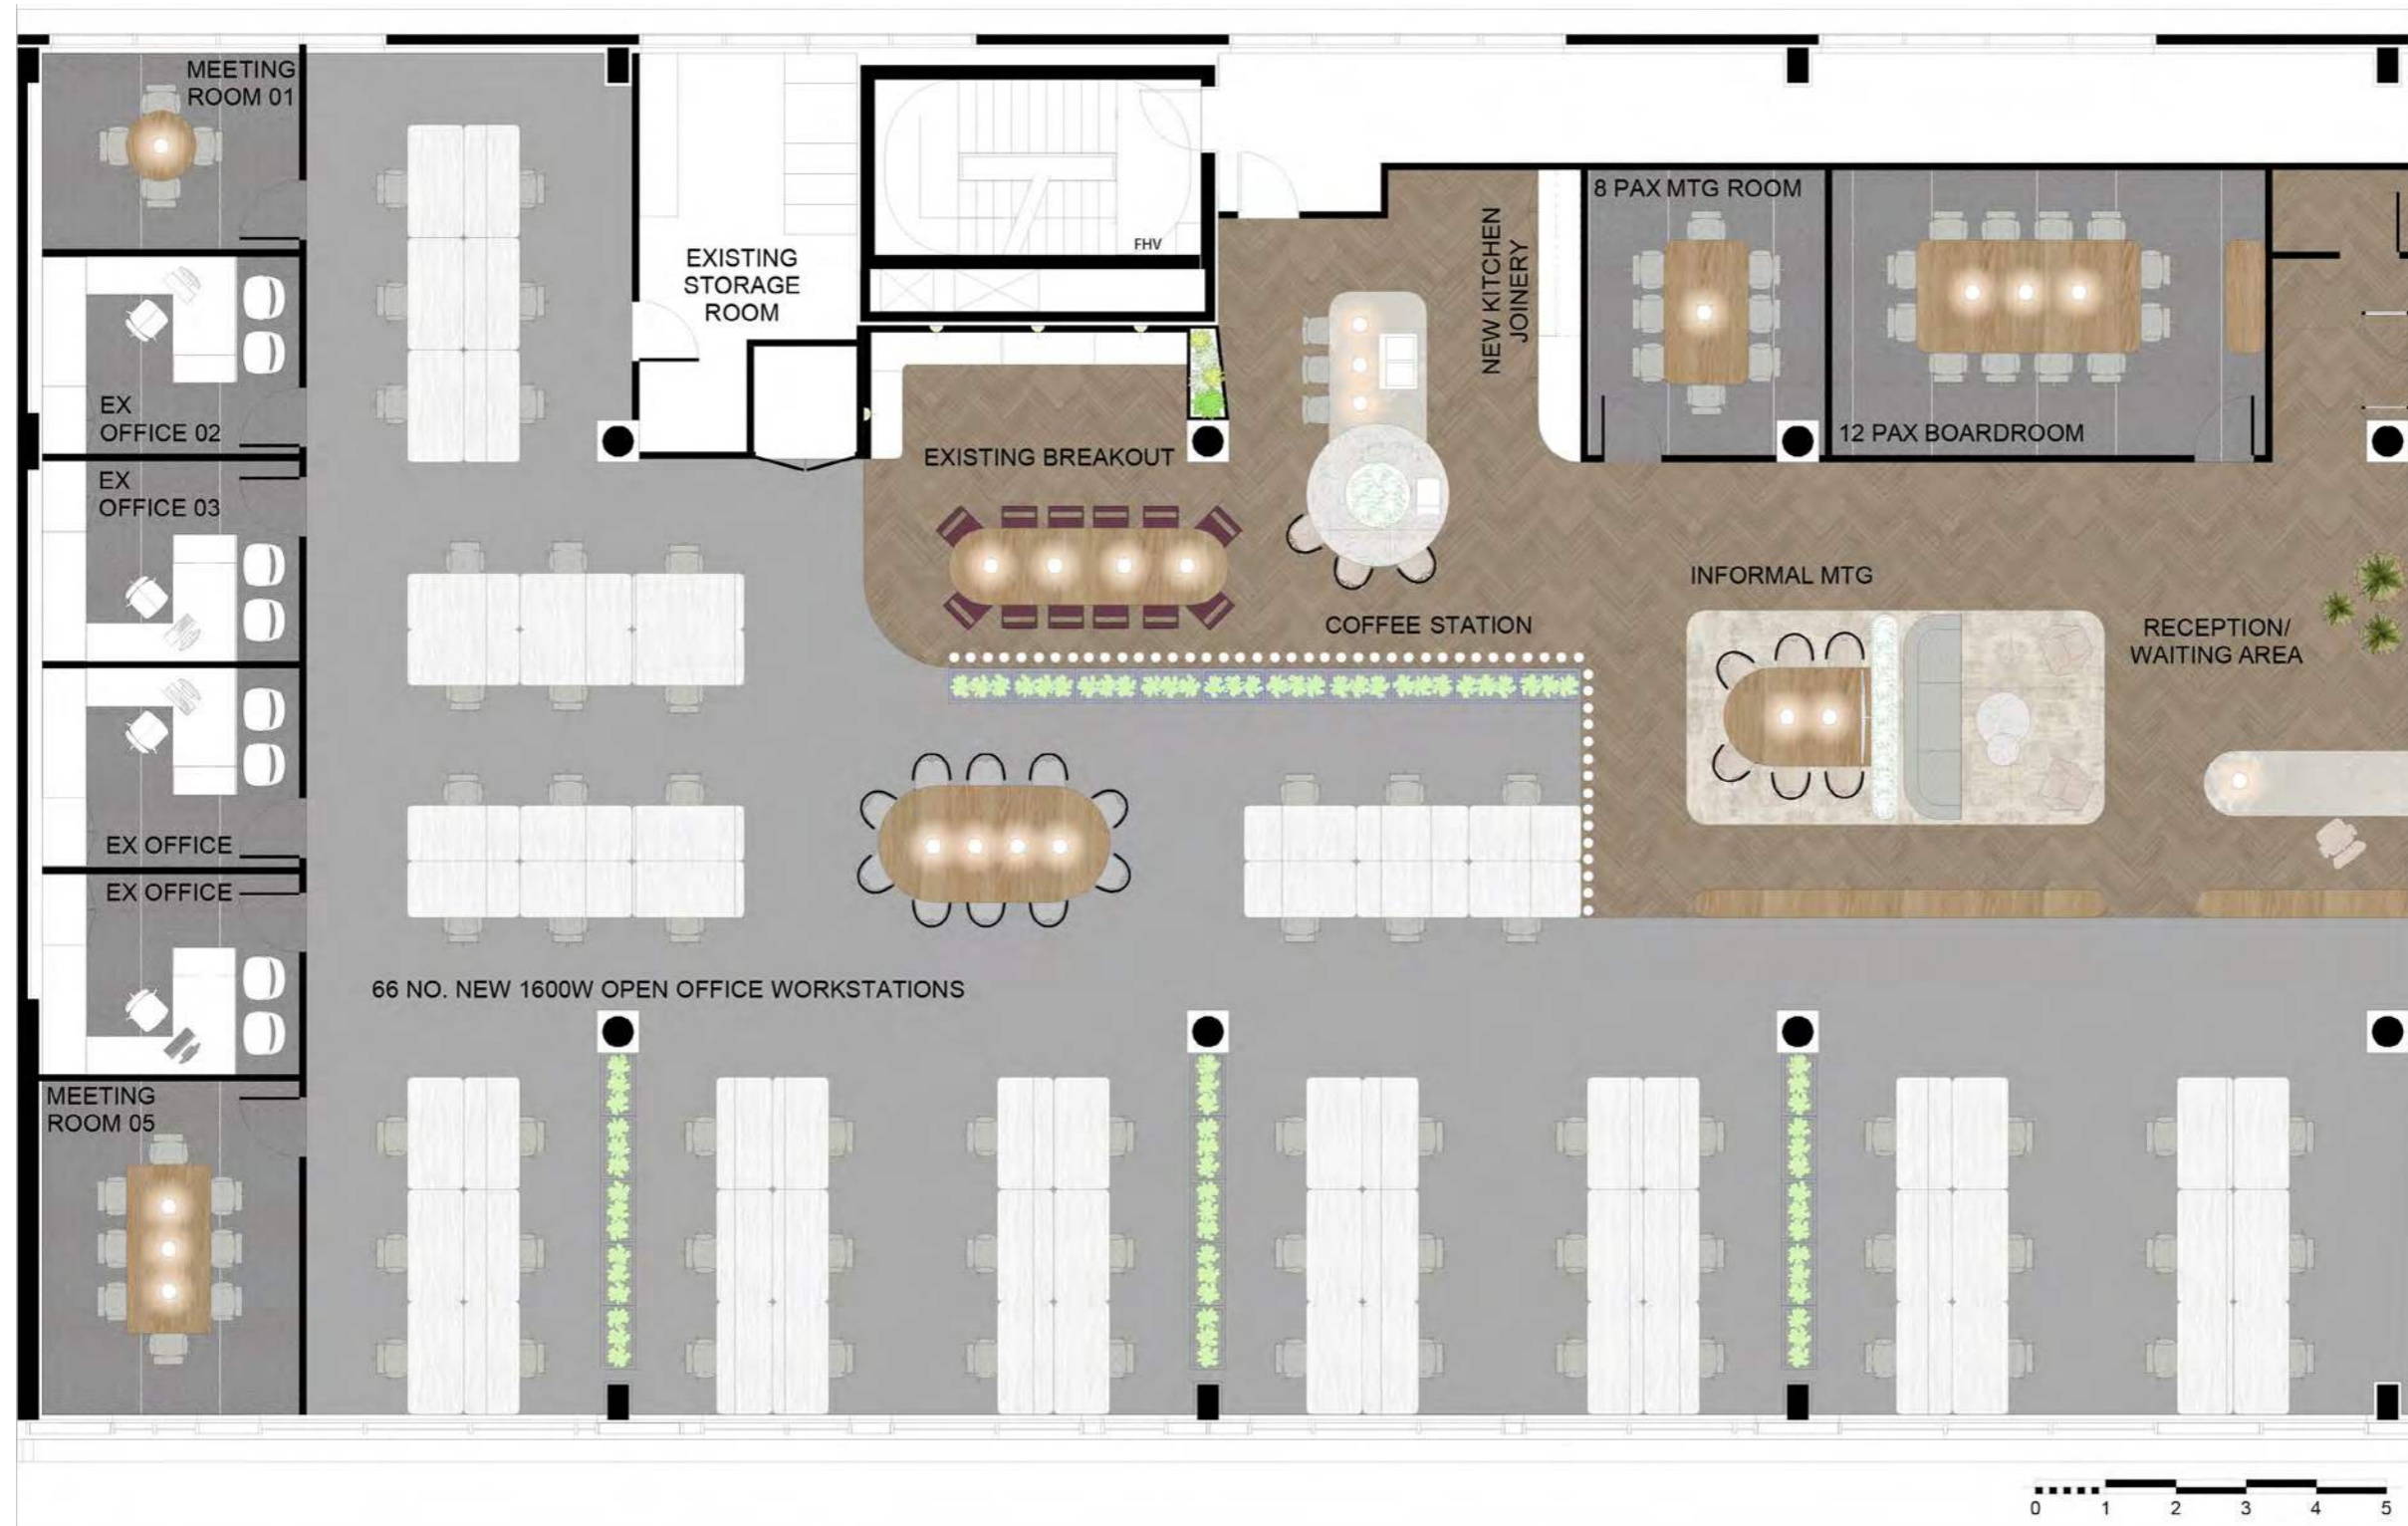 MEETING
ROOM 01
EX
OFFICE 02
EX
OFFICE 03
EX OFFICE
EX OFFICE
MEETING
ROOM 05
EXISTING
STORAGE
ROOM
FHV
EXISTING BREAKOUT
NEW KITCHEN
JOINERY
COFFEE STATION
8 PAX MTG ROOM
12 PAX BOARDROOM
INFORMAL MTG
RECEPTION/
WAITING AREA
66 NO. NEW 1600W OPEN OFFICE WORKSTATIONS
0 1 2 3 4 5